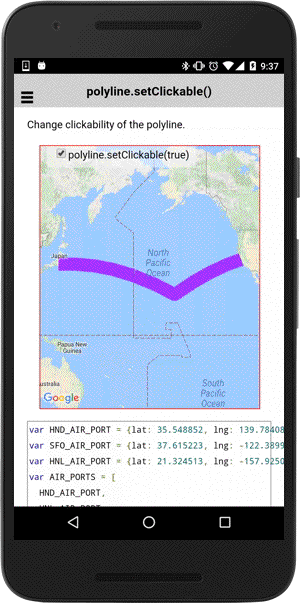 9:37
polyline.setClickable()
Change clickability of the polyline.
polyline.setClickable(true)
North
Pacific
Ocean
Japan
Papua New
Guinea
Australia
South
Pacific
Ocean
Google
var HND_AIR_PORT = {lat: 35.548852, lng: 139.78408
var SFO_AIR_PORT = {lat: 37.615223, lng: -122.3899
var HNL_AIR_PORT = {lat: 21.324513, lng: -157.9250
var AIR_PORTS = [
HND_AIR_PORT,